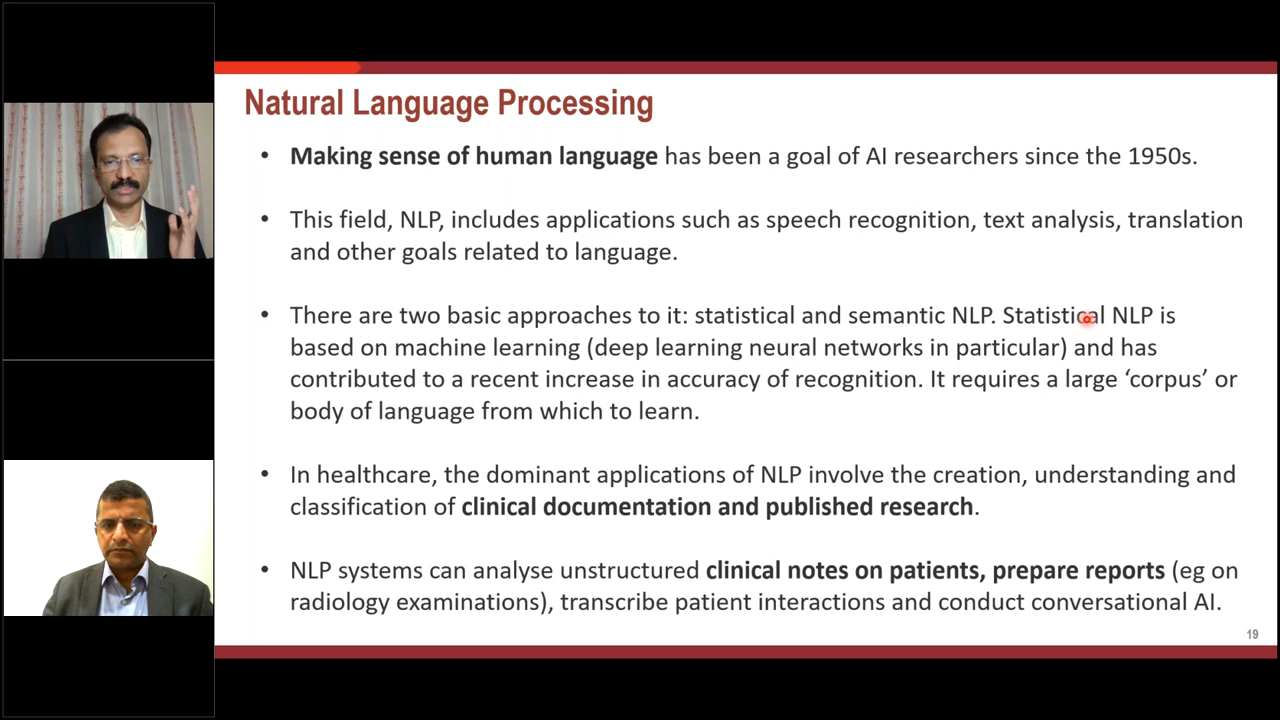 Natural Language Processing
• Making sense of human language has been a goal of AI researchers since the 1950s.
• This field, NLP, includes applications such as speech recognition, text analysis, translation
and other goals related to language.
• There are two basic approaches to it: statistical and semantic NLP. Statistical NLP is
based on machine learning (deep learning neural networks in particular) and has
contributed to a recent increase in accuracy of recognition. It requires a large ‘corpus’ or
body of language from which to learn.
• In healthcare, the dominant applications of NLP involve the creation, understanding and
classification of clinical documentation and published research.
• NLP systems can analyse unstructured clinical notes on patients, prepare reports (eg on
radiology examinations), transcribe patient interactions and conduct conversational AI.
19